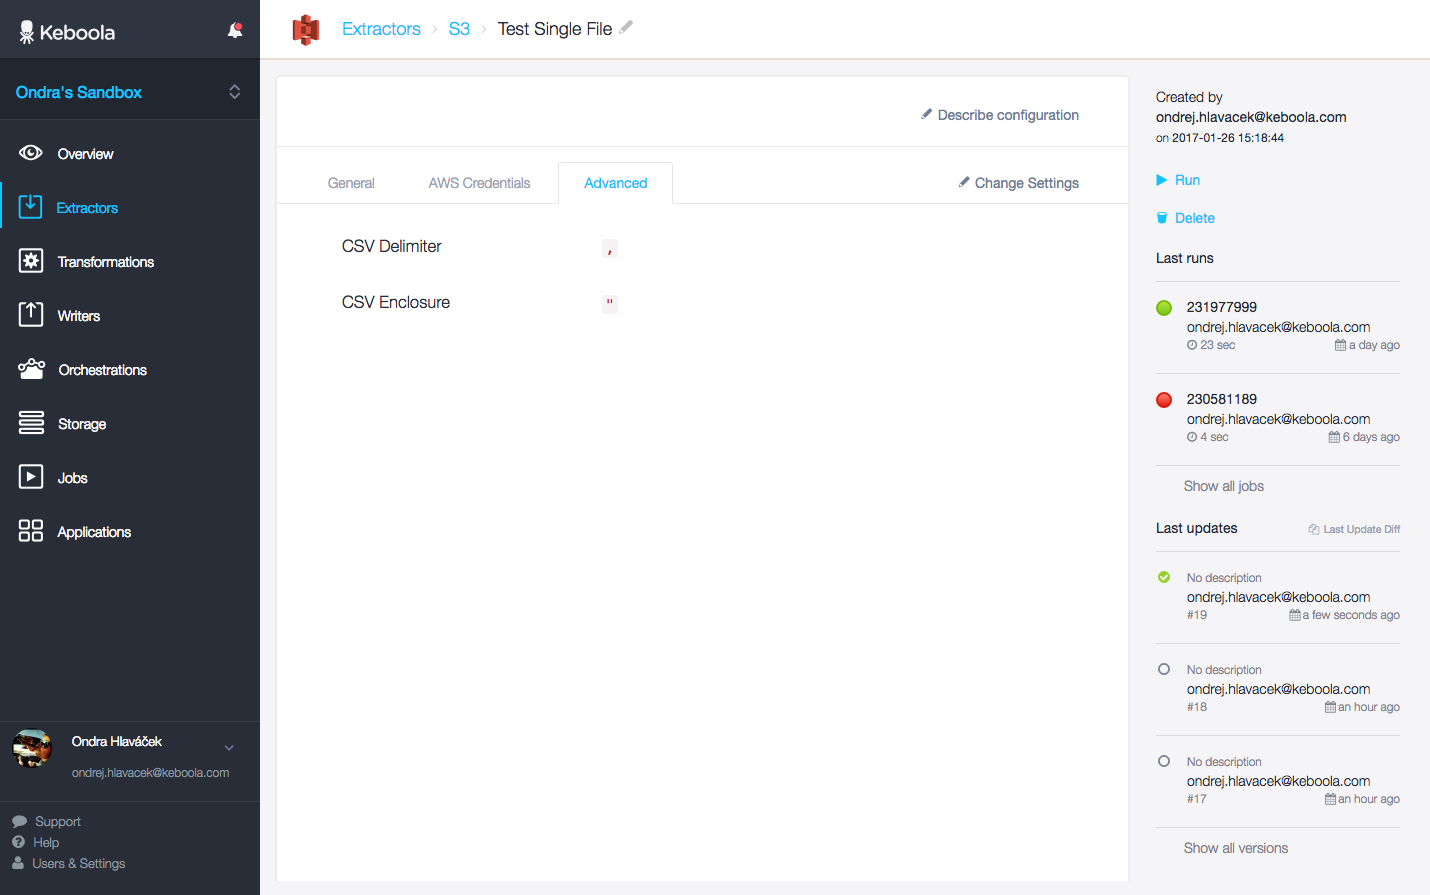 Keboola
Ondra's Sandbox
Overview
Extractors
Transformations
Writers
Orchestrations
Storage
Jobs
Applications
Ondra Hlaváček
ondrej.hlavacek@keboola.com
Support
Help
Users & Settings
Extractors › S3 › Test Single File
Describe configuration
General AWS Credentials Advanced Change Settings
CSV Delimiter ,
CSV Enclosure "
Created by
ondrej.hlavacek@keboola.com
on 2017-01-26 15:18:44
Run
Delete
Last runs
231977999
ondrej.hlavacek@keboola.com
23 sec a day ago
230581189
ondrej.hlavacek@keboola.com
4 sec 6 days ago
Show all jobs
Last updates Last Update Diff
No description
ondrej.hlavacek@keboola.com
#19 a few seconds ago
No description
ondrej.hlavacek@keboola.com
#18 an hour ago
No description
ondrej.hlavacek@keboola.com
#17 an hour ago
Show all versions